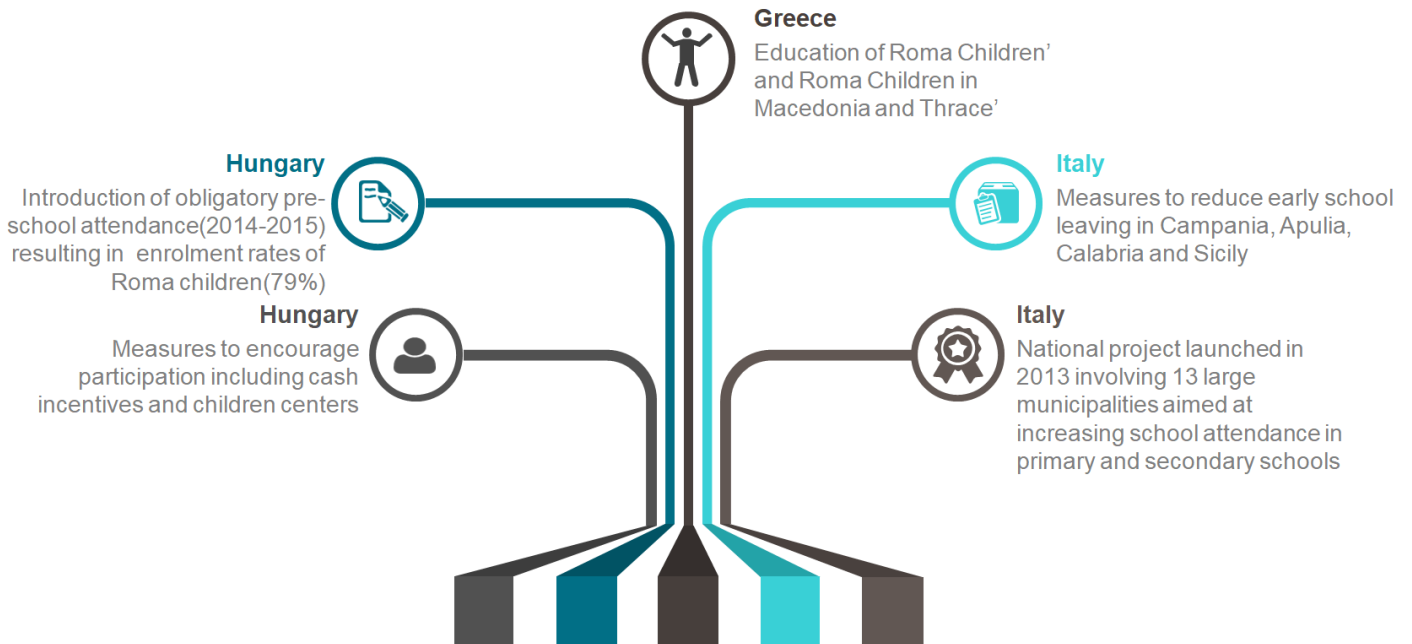 Greece
Education of Roma Children’
and Roma Children in
Macedonia and Thrace’
Hungary
Introduction of obligatory pre-
school attendance(2014-2015)
resulting in enrolment rates of
Roma children(79%)
Italy
Measures to reduce early school
leaving in Campania, Apulia,
Calabria and Sicily
Hungary
Measures to encourage
participation including cash
incentives and children centers
Italy
National project launched in
2013 involving 13 large
municipalities aimed at
increasing school attendance in
primary and secondary schools